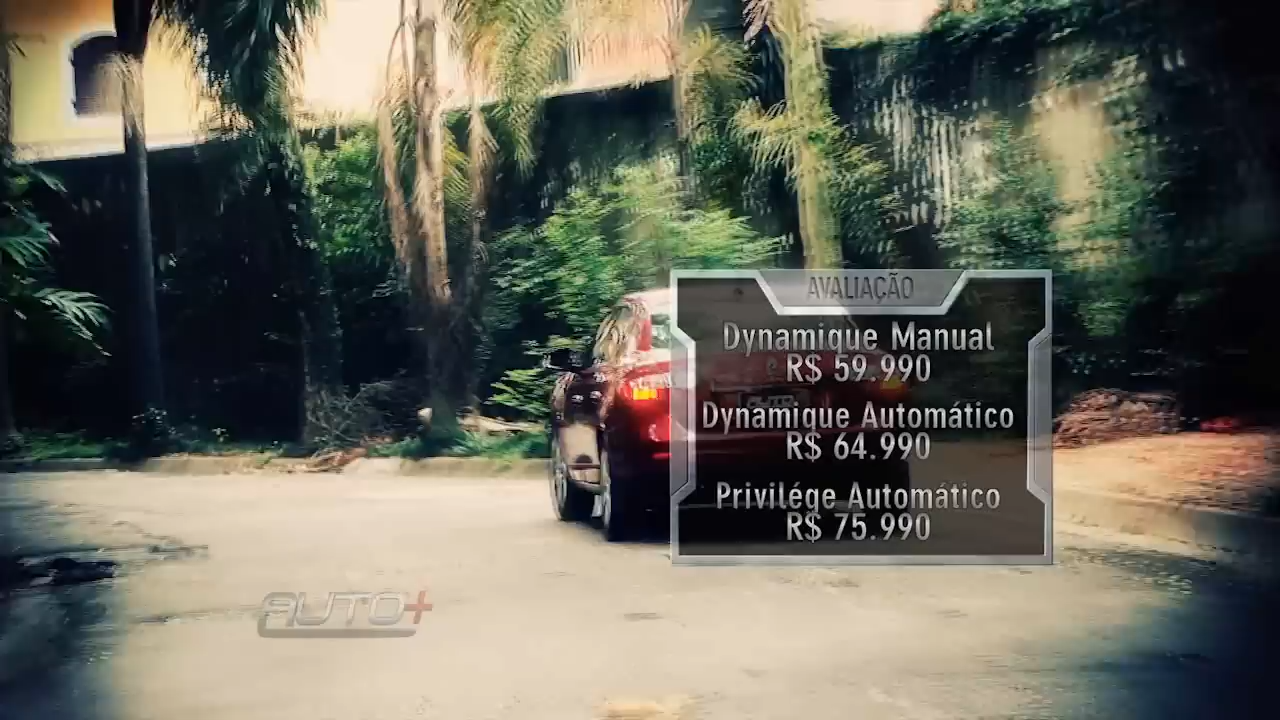 AVALIAÇÃO
Dynamique Manual
R$ 59.990
Dynamique Automático
R$ 64.990
Privilége Automático
R$ 75.990
AUTO+